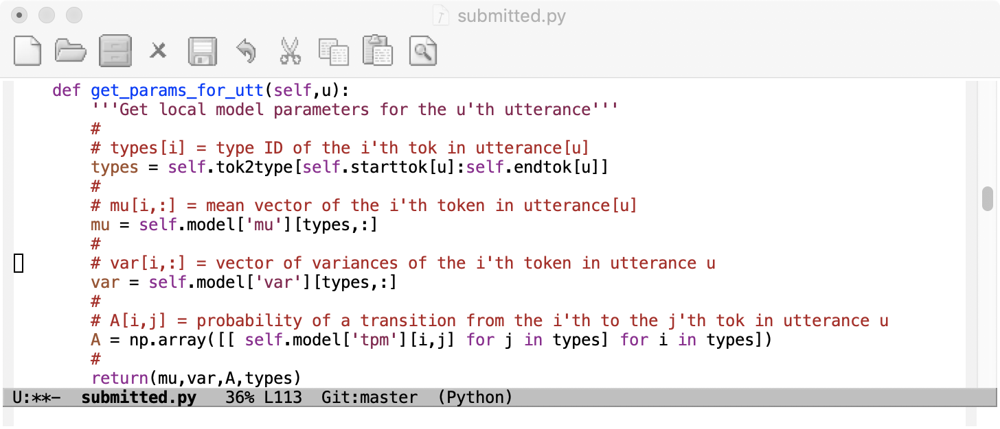 submitted.py
def get_params_for_utt(self,u):
'''Get local model parameters for the u'th utterance'''
#
# types[i] = type ID of the i'th tok in utterance[u]
types = self.tok2type[self.starttok[u]:self.endtok[u]]
#
# mu[i,:] = mean vector of the i'th token in utterance[u]
mu = self.model['mu'][types,:]
#
# var[i,:] = vector of variances of the i'th token in utterance u
var = self.model['var'][types,:]
#
# A[i,j] = probability of a transition from the i'th to the j'th tok in utterance u
A = np.array([[ self.model['tpm'][i,j] for j in types] for i in types])
#
return(mu,var,A,types)
U:**-  submitted.py   36% L113  Git:master  (Python)